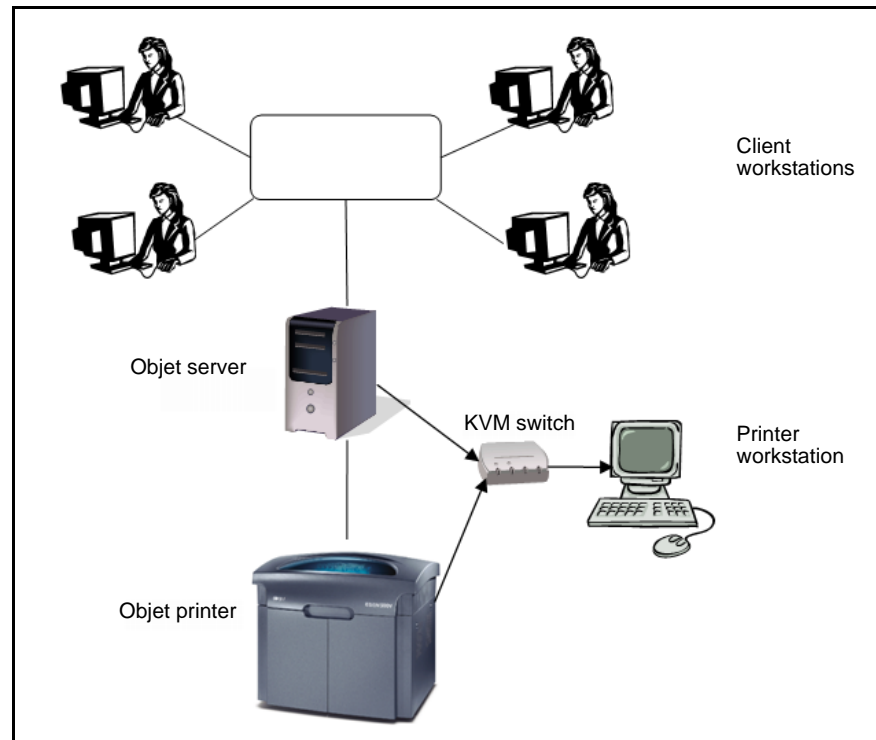 Client
workstations
Objet server
KVM switch
Printer
workstation
Objet printer